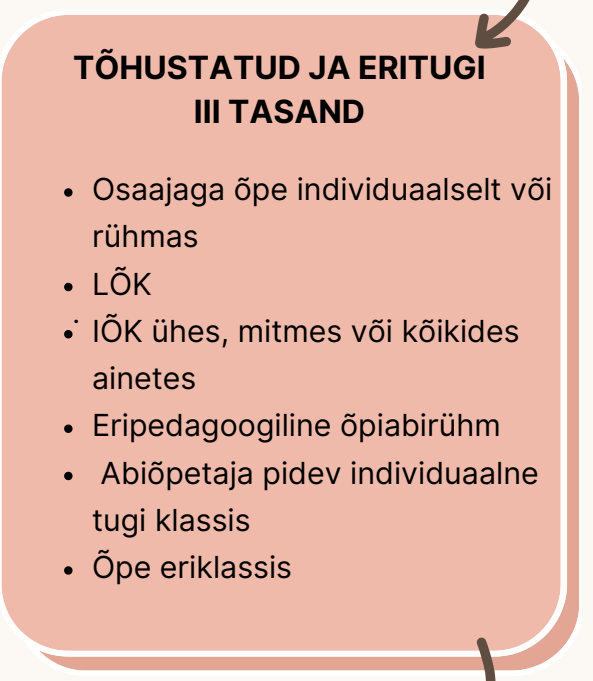 TÕHUSTATUD JA ERITUGI
III TASAND
• Osaajaga õpe individuaalselt või
rühmas
• LÕK
• IÕK ühes, mitmes või kõikides
ainetes
• Eripedagoogiline õpiabirühm
• Abiõpetaja pidev individuaalne
tugi klassis
• Õpe eriklassis